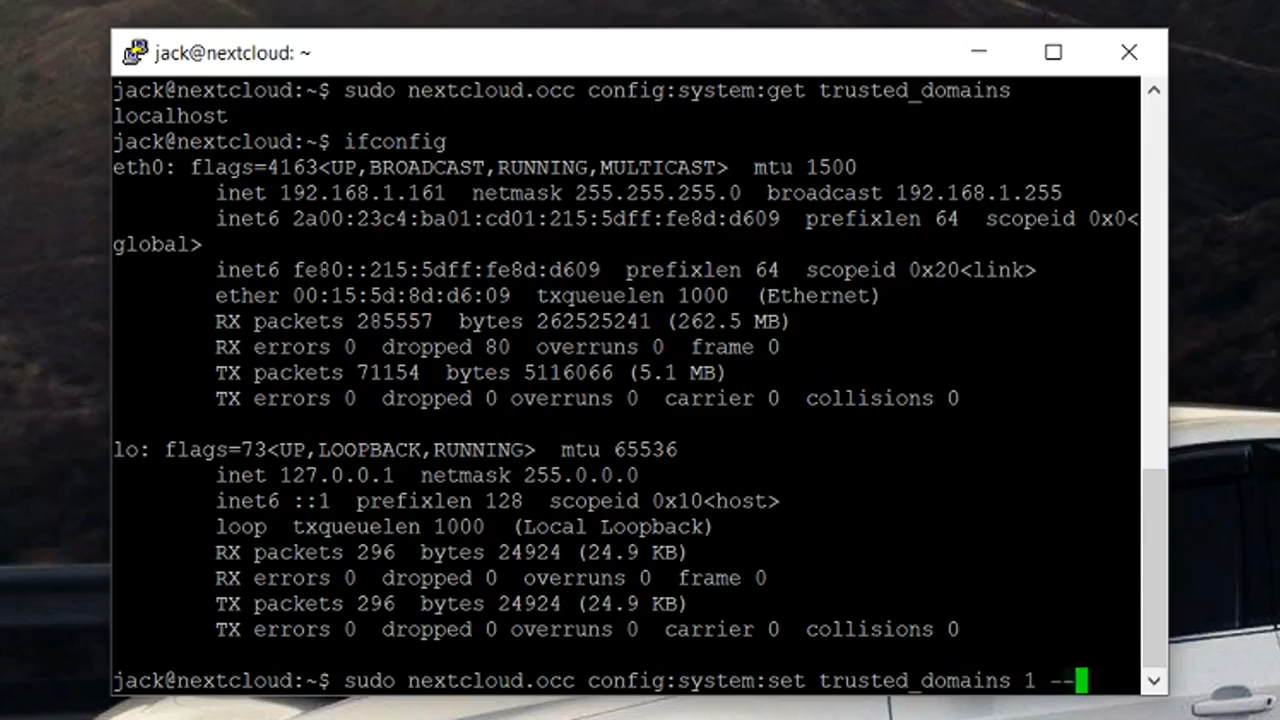 jack@nextcloud: ~
jack@nextcloud:~$ sudo nextcloud.occ config:system:get trusted_domains
localhost
jack@nextcloud:~$ ifconfig
eth0: flags=4163<UP,BROADCAST,RUNNING,MULTICAST>  mtu 1500
        inet 192.168.1.161  netmask 255.255.255.0  broadcast 192.168.1.255
        inet6 2a00:23c4:ba01:cd01:215:5dff:fe8d:d609  prefixlen 64  scopeid 0x0<
global>
        inet6 fe80::215:5dff:fe8d:d609  prefixlen 64  scopeid 0x20<link>
        ether 00:15:5d:8d:d6:09  txqueuelen 1000  (Ethernet)
        RX packets 285557  bytes 262525241 (262.5 MB)
        RX errors 0  dropped 80  overruns 0  frame 0
        TX packets 71154  bytes 5116066 (5.1 MB)
        TX errors 0  dropped 0 overruns 0  carrier 0  collisions 0
lo: flags=73<UP,LOOPBACK,RUNNING>  mtu 65536
        inet 127.0.0.1  netmask 255.0.0.0
        inet6 ::1  prefixlen 128  scopeid 0x10<host>
        loop  txqueuelen 1000  (Local Loopback)
        RX packets 296  bytes 24924 (24.9 KB)
        RX errors 0  dropped 0  overruns 0  frame 0
        TX packets 296  bytes 24924 (24.9 KB)
        TX errors 0  dropped 0 overruns 0  carrier 0  collisions 0
jack@nextcloud:~$ sudo nextcloud.occ config:system:set trusted_domains 1 --